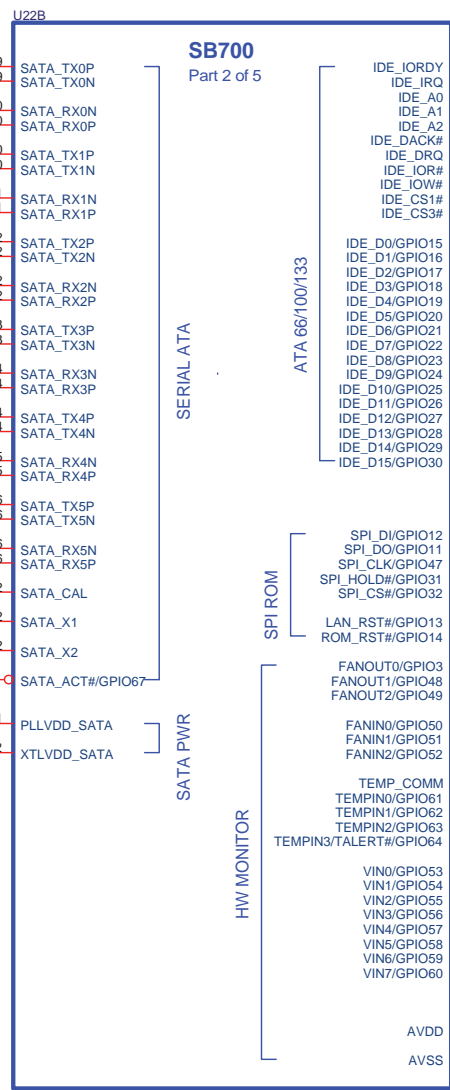 U22B
SB700
Part 2 of 5
SATA_TX0P
SATA_TX0N
SATA_RX0N
SATA_RX0P
SATA_TX1P
SATA_TX1N
SATA_RX1N
SATA_RX1P
SATA_TX2P
SATA_TX2N
SATA_RX2N
SATA_RX2P
SATA_TX3P
SATA_TX3N
SATA_RX3N
SATA_RX3P
SATA_TX4P
SATA_TX4N
SATA_RX4N
SATA_RX4P
SATA_TX5P
SATA_TX5N
SATA_RX5N
SATA_RX5P
SATA_CAL
SATA_X1
SATA_X2
SATA_ACT#/GPIO67
PLLVDD_SATA
XTLVDD_SATA
SERIAL ATA
SATA PWR
ATA 66/100/133
SPI ROM
HW MONITOR
IDE_IORDY
IDE_IRQ
IDE_A0
IDE_A1
IDE_A2
IDE_DACK#
IDE_DRQ
IDE_IOR#
IDE_IOW#
IDE_CS1#
IDE_CS3#
IDE_D0/GPIO15
IDE_D1/GPIO16
IDE_D2/GPIO17
IDE_D3/GPIO18
IDE_D4/GPIO19
IDE_D5/GPIO20
IDE_D6/GPIO21
IDE_D7/GPIO22
IDE_D8/GPIO23
IDE_D9/GPIO24
IDE_D10/GPIO25
IDE_D11/GPIO26
IDE_D12/GPIO27
IDE_D13/GPIO28
IDE_D14/GPIO29
IDE_D15/GPIO30
SPI_DI/GPIO12
SPI_DO/GPIO11
SPI_CLK/GPIO47
SPI_HOLD#/GPIO31
SPI_CS#/GPIO32
LAN_RST#/GPIO13
ROM_RST#/GPIO14
FANOUT0/GPIO3
FANOUT1/GPIO48
FANOUT2/GPIO49
FANIN0/GPIO50
FANIN1/GPIO51
FANIN2/GPIO52
TEMP_COMM
TEMPIN0/GPIO61
TEMPIN1/GPIO62
TEMPIN2/GPIO63
TEMPIN3/TALERT#/GPIO64
VIN0/GPIO53
VIN1/GPIO54
VIN2/GPIO55
VIN3/GPIO56
VIN4/GPIO57
VIN5/GPIO58
VIN6/GPIO59
VIN7/GPIO60
AVDD
AVSS